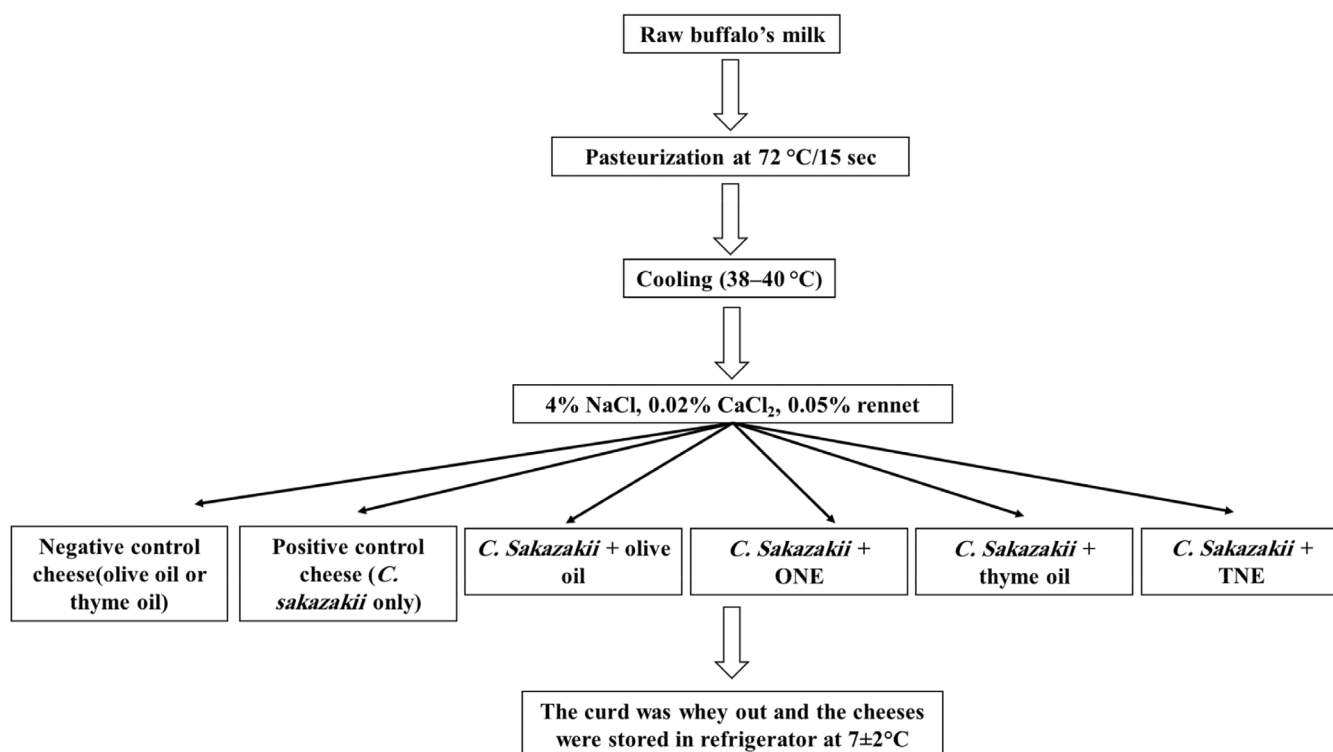 Raw buffalo’s milk
Pasteurization at 72 °C/15 sec
Cooling (38–40 °C)
4% NaCl, 0.02% CaCl₂, 0.05% rennet
Negative control
cheese(olive oil or
thyme oil)
Positive control
cheese (C.
sakazakii only)
C. Sakazakii + olive
oil
C. Sakazakii +
ONE
C. Sakazakii +
thyme oil
C. Sakazakii +
TNE
The curd was whey out and the cheeses
were stored in refrigerator at 7±2°C